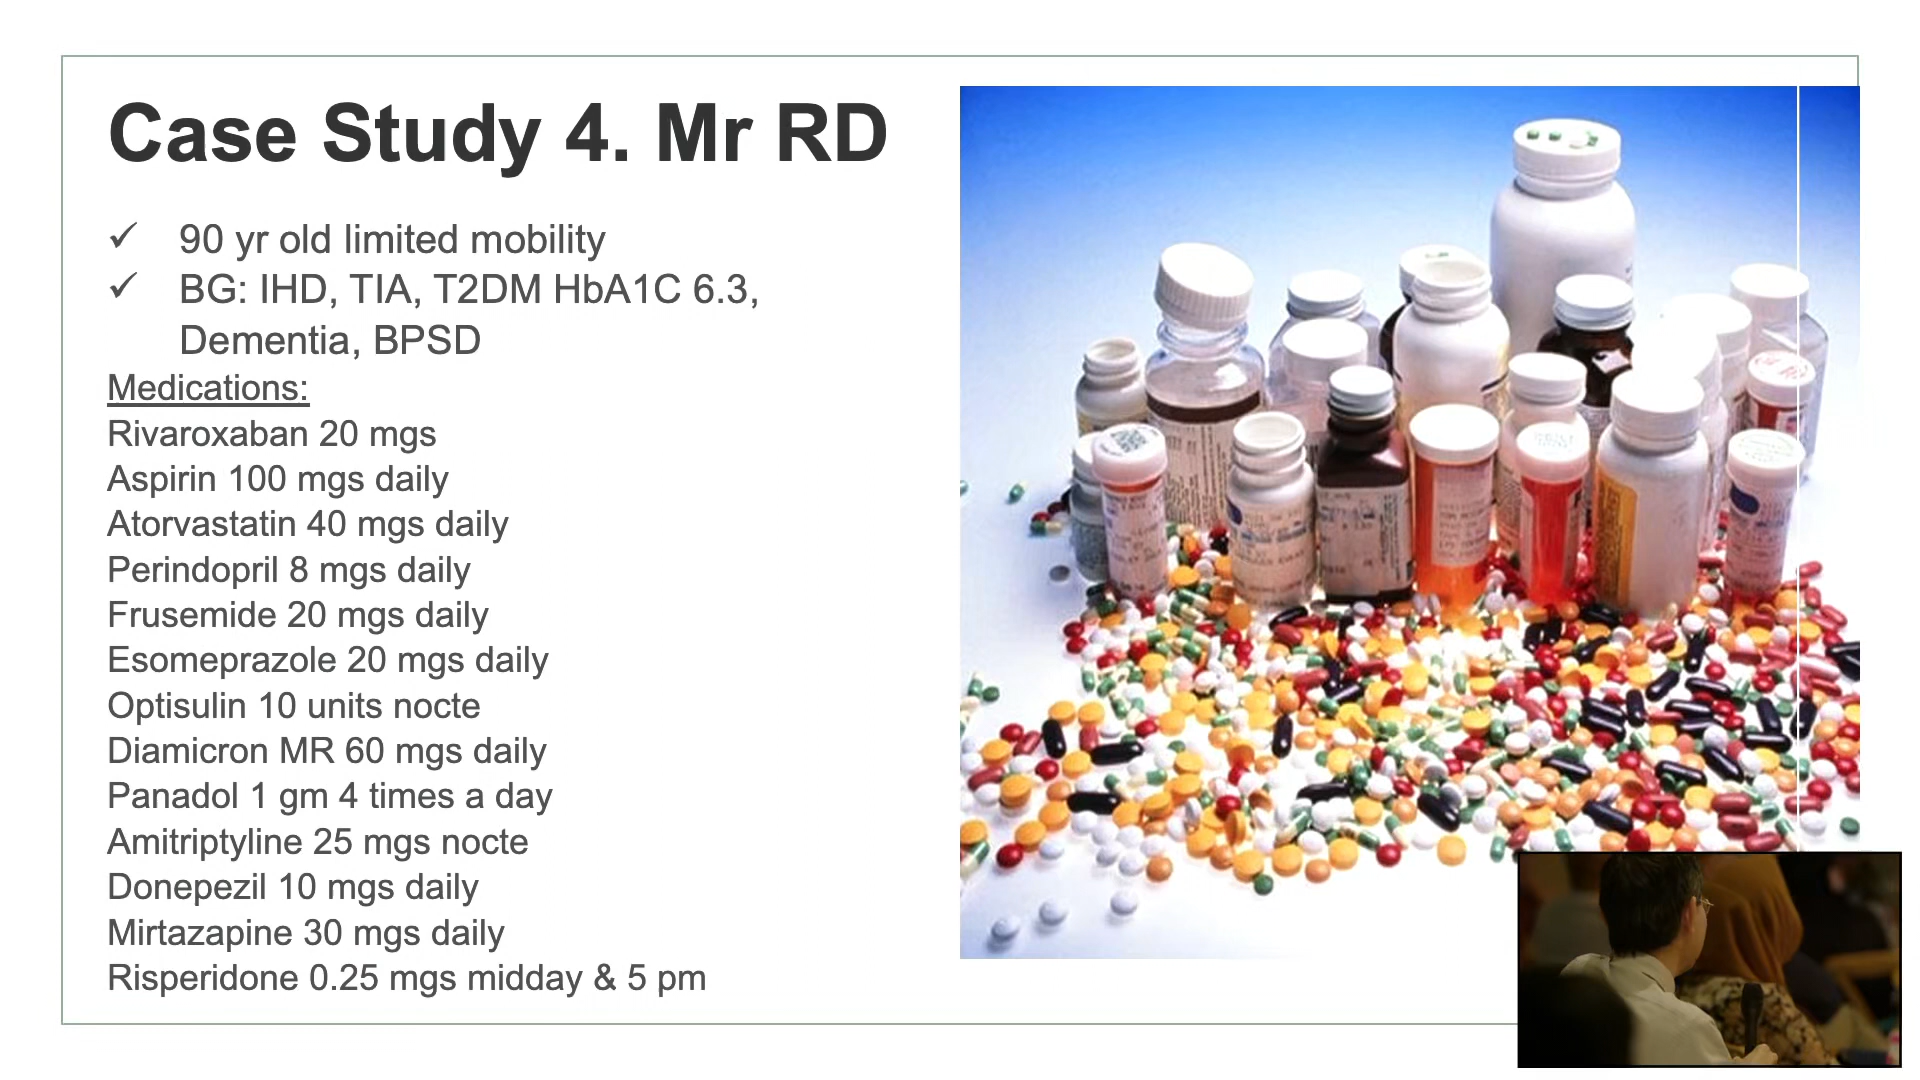 Case Study 4. Mr RD
✓ 90 yr old limited mobility
✓ BG: IHD, TIA, T2DM HbA1C 6.3,
Dementia, BPSD
Medications:
Rivaroxaban 20 mgs
Aspirin 100 mgs daily
Atorvastatin 40 mgs daily
Perindopril 8 mgs daily
Frusemide 20 mgs daily
Esomeprazole 20 mgs daily
Optisulin 10 units nocte
Diamicron MR 60 mgs daily
Panadol 1 gm 4 times a day
Amitriptyline 25 mgs nocte
Donepezil 10 mgs daily
Mirtazapine 30 mgs daily
Risperidone 0.25 mgs midday & 5 pm